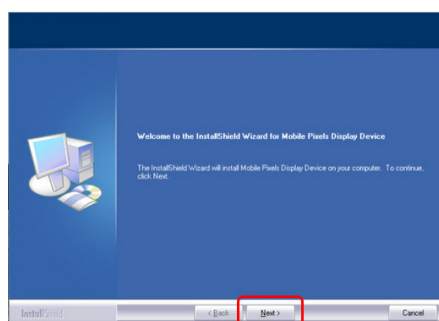 Welcome to the InstallShield Wizard for Mobile Pixels Display Device
The InstallShield Wizard will install Mobile Pixels Display Device on your computer. To continue,
click Next.
InstallShield
< Back
Next >
Cancel